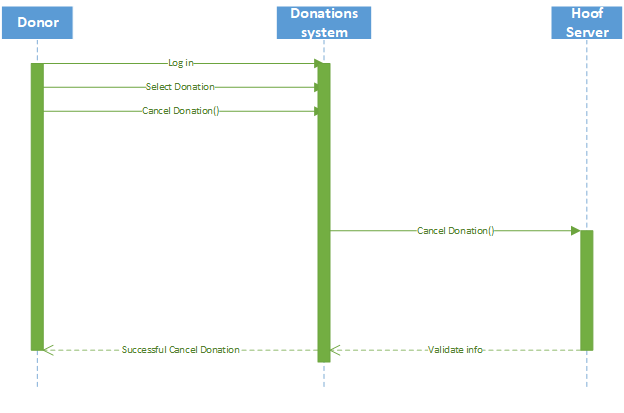 Donor
Donations
system
Hoof
Server
Log in
Select Donation
Cancel Donation()
Cancel Donation()
Successful Cancel Donation
Validate info